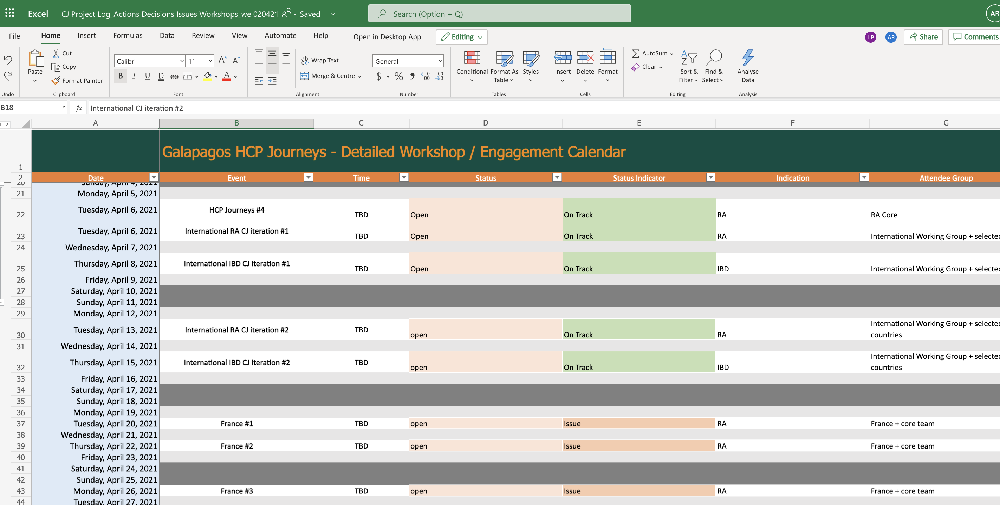 Excel CJ Project Log_Actions Decisions Issues Workshops_we 020421 - Saved Search (Option + Q) AR
File Home Insert Formulas Data Review View Automate Help Open in Desktop App Editing LP AR Share Comments
Cut
Copy
Format Painter
Paste
Calibri 11
B I U D ab
ab Wrap Text
Merge & Centre
General
$ % 
Conditional Format As Table Styles
Insert Delete Format
AutoSum
Clear
Sort & Filter Find & Select
Analyse Data
Undo Clipboard Font Alignment Number Tables Cells Editing Analysis
B18 fx International CJ iteration #2
1 2 A B C D E F G
1 Galapagos HCP Journeys - Detailed Workshop / Engagement Calendar
2 Date Event Time Status Status Indicator Indication Attendee Group
20 Sunday, April 4, 2021
21 Monday, April 5, 2021
22 Tuesday, April 6, 2021 HCP Journeys #4 TBD Open On Track RA RA Core
23 Tuesday, April 6, 2021 International RA CJ iteration #1 TBD Open On Track RA International Working Group + selected
24 Wednesday, April 7, 2021
25 Thursday, April 8, 2021 International IBD CJ iteration #1 TBD Open On Track IBD International Working Group + selected
26 Friday, April 9, 2021
27 Saturday, April 10, 2021
28 Sunday, April 11, 2021
29 Monday, April 12, 2021
30 Tuesday, April 13, 2021 International RA CJ iteration #2 TBD open On Track RA International Working Group + selected
countries
31 Wednesday, April 14, 2021
32 Thursday, April 15, 2021 International IBD CJ iteration #2 TBD open On Track IBD International Working Group + selected
countries
33 Friday, April 16, 2021
34 Saturday, April 17, 2021
35 Sunday, April 18, 2021
36 Monday, April 19, 2021
37 Tuesday, April 20, 2021 France #1 TBD open Issue RA France + core team
38 Wednesday, April 21, 2021
39 Thursday, April 22, 2021 France #2 TBD open Issue RA France + core team
40 Friday, April 23, 2021
41 Saturday, April 24, 2021
42 Sunday, April 25, 2021
43 Monday, April 26, 2021 France #3 TBD open Issue RA France + core team
44 Tuesday, April 27, 2021